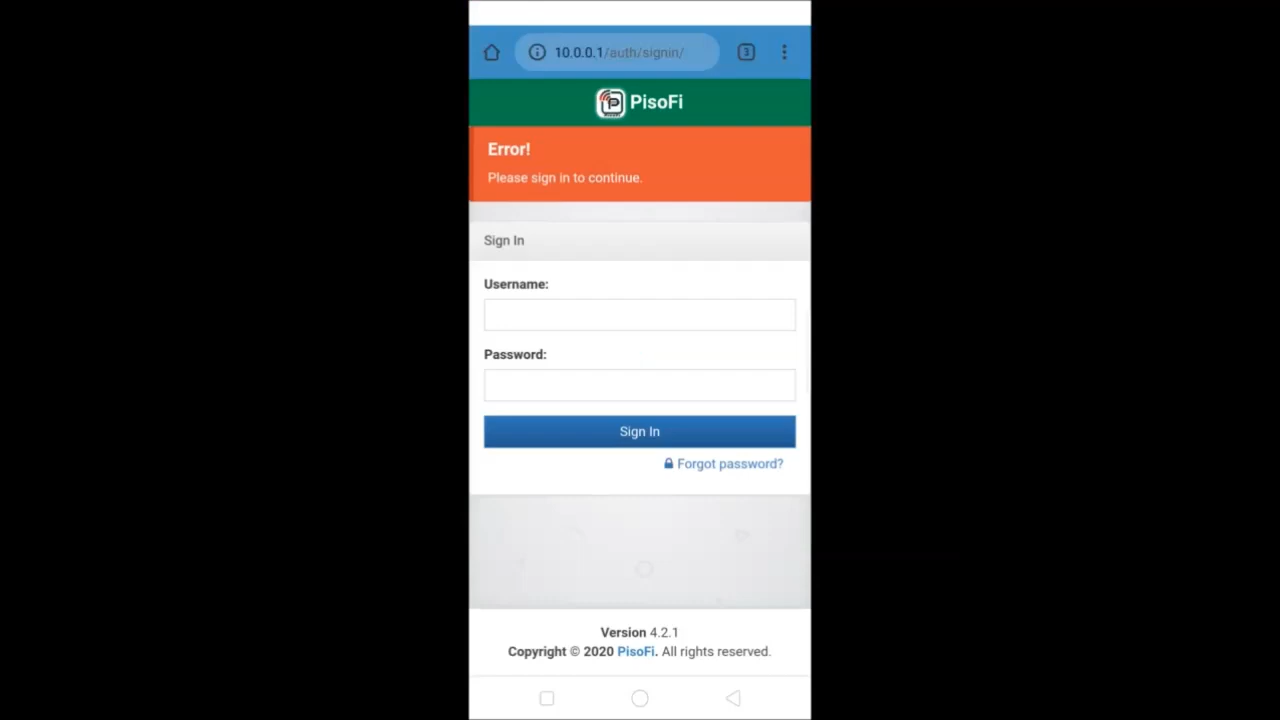 10.0.0.1/auth/signin/
3
PisoFi
Error!
Please sign in to continue.
Sign In
Username:
Password:
Sign In
Forgot password?
Version 4.2.1
Copyright © 2020 PisoFi. All rights reserved.